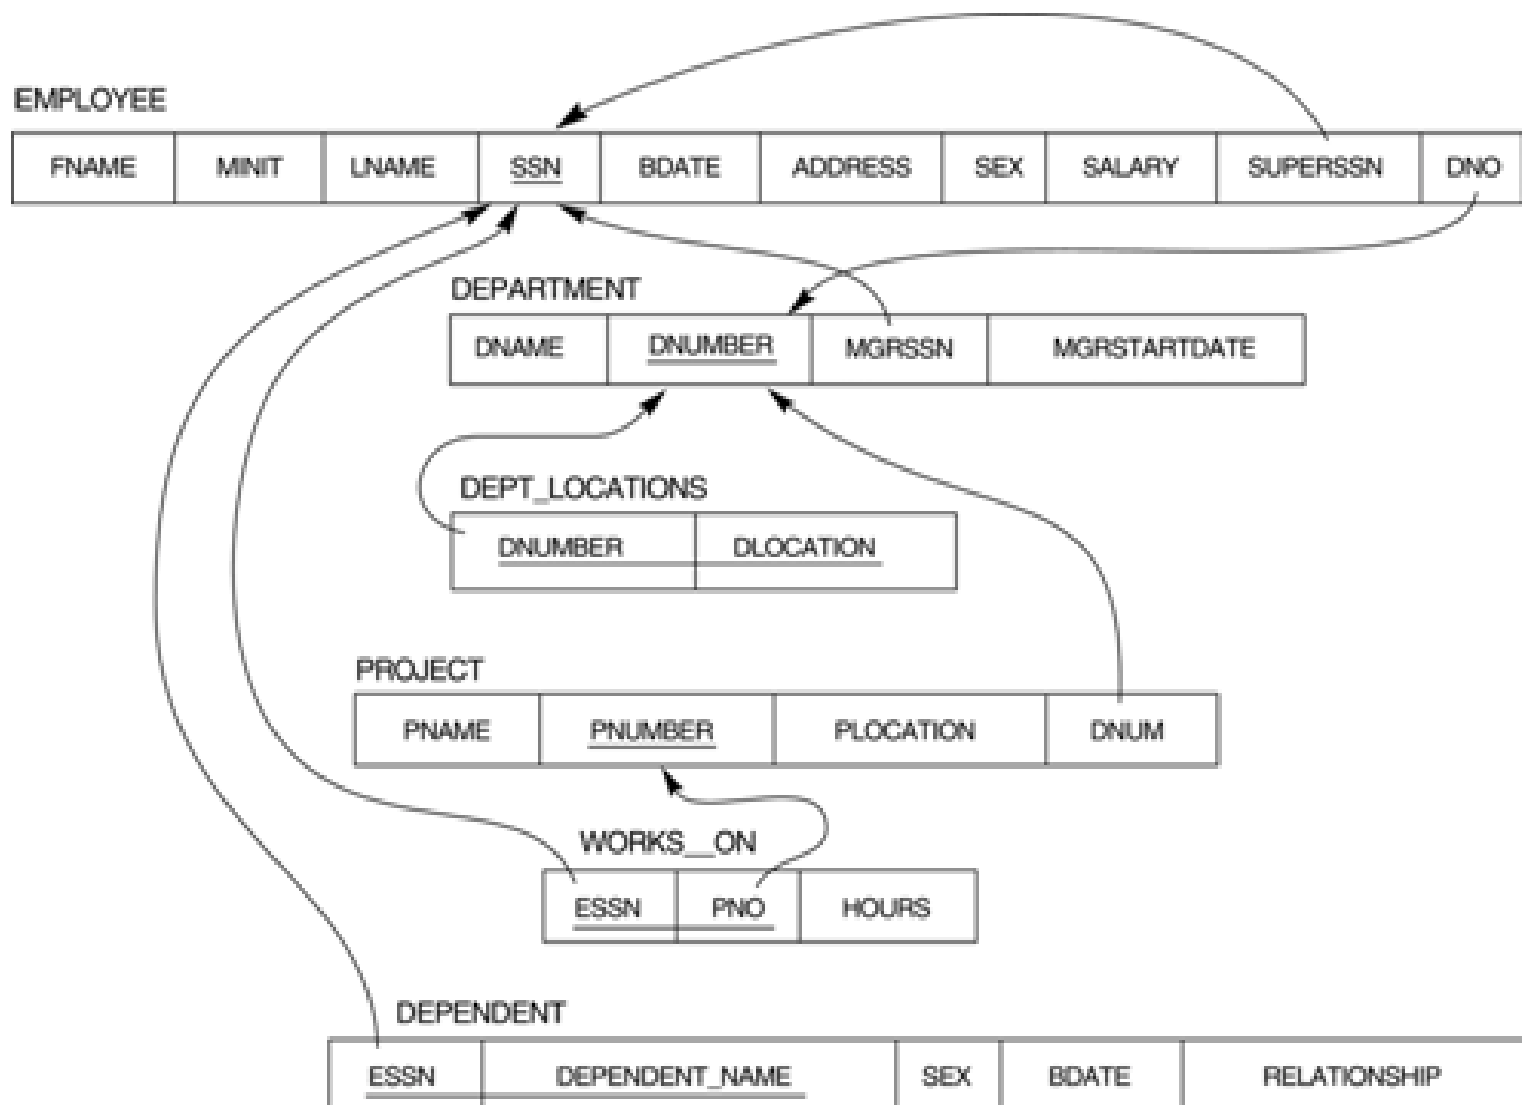 EMPLOYEE
FNAME MINIT LNAME SSN BDATE ADDRESS SEX SALARY SUPERSSN DNO
DEPARTMENT
DNAME DNUMBER MGRSSN MGRSTARTDATE
DEPT_LOCATIONS
DNUMBER DLOCATION
PROJECT
PNAME PNUMBER PLOCATION DNUM
WORKS__ON
ESSN PNO HOURS
DEPENDENT
ESSN DEPENDENT_NAME SEX BDATE RELATIONSHIP